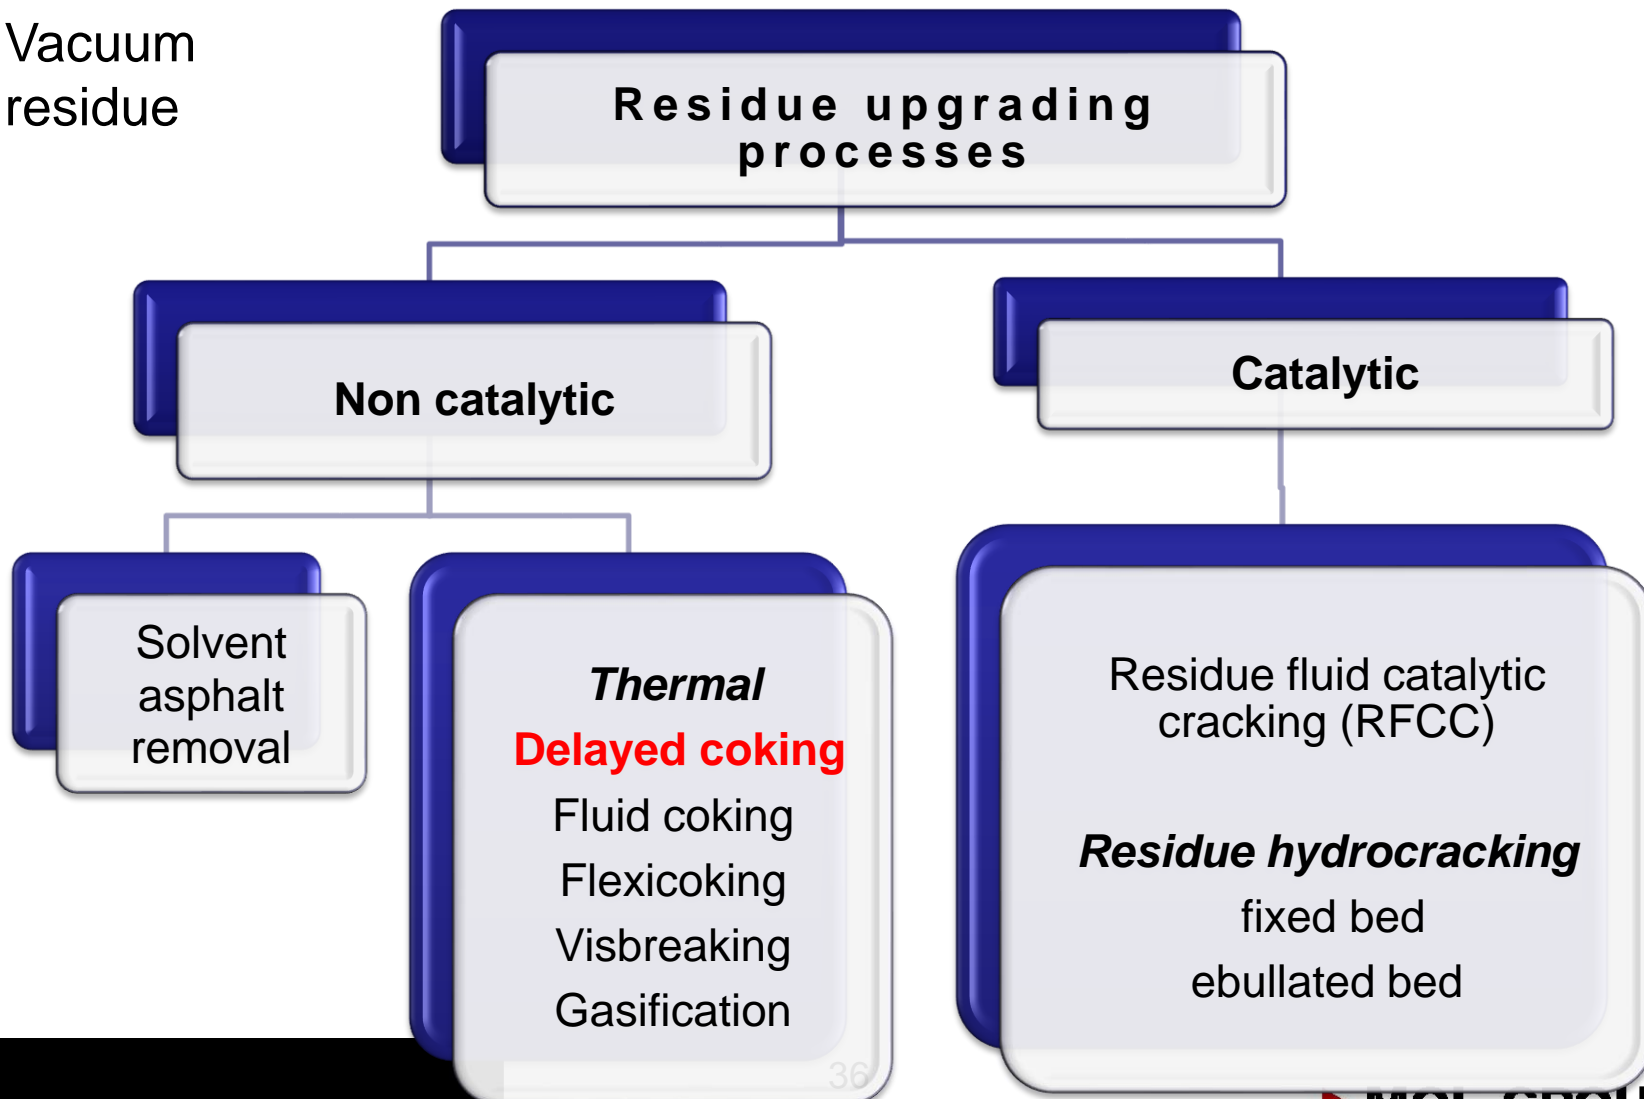 Vacuum
residue
Residue upgrading
processes
Non catalytic
Catalytic
Solvent
asphalt
removal
Thermal
Delayed coking
Fluid coking
Flexicoking
Visbreaking
Gasification
Residue fluid catalytic
cracking (RFCC)
Residue hydrocracking
fixed bed
ebullated bed
36